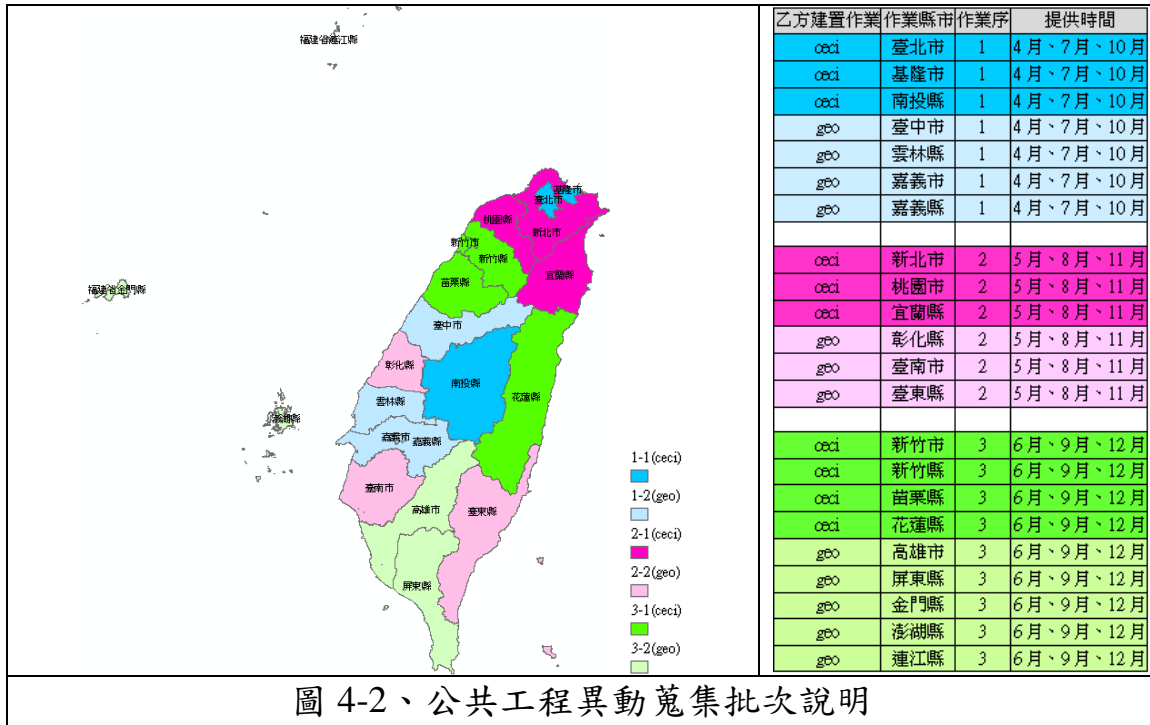 福建省連江縣
基隆市
臺北市
桃園縣
新北市
新竹市
新竹縣
宜蘭縣
苗栗縣
福建省金門縣
臺中市
彰化縣
南投縣
花蓮縣
雲林縣
澎湖縣
嘉義市
嘉義縣
臺南市
高雄市
臺東縣
屏東縣
1-1(ceci)
1-2(geo)
2-1(ceci)
2-2(geo)
3-1(ceci)
3-2(geo)
乙方建置作業 作業縣市 作業序 提供時間
ceci 臺北市 1 4月、7月、10月
ceci 基隆市 1 4月、7月、10月
ceci 南投縣 1 4月、7月、10月
geo 臺中市 1 4月、7月、10月
geo 雲林縣 1 4月、7月、10月
geo 嘉義市 1 4月、7月、10月
geo 嘉義縣 1 4月、7月、10月
ceci 新北市 2 5月、8月、11月
ceci 桃園市 2 5月、8月、11月
ceci 宜蘭縣 2 5月、8月、11月
geo 彰化縣 2 5月、8月、11月
geo 臺南市 2 5月、8月、11月
geo 臺東縣 2 5月、8月、11月
ceci 新竹市 3 6月、9月、12月
ceci 新竹縣 3 6月、9月、12月
ceci 苗栗縣 3 6月、9月、12月
ceci 花蓮縣 3 6月、9月、12月
geo 高雄市 3 6月、9月、12月
geo 屏東縣 3 6月、9月、12月
geo 金門縣 3 6月、9月、12月
geo 澎湖縣 3 6月、9月、12月
geo 連江縣 3 6月、9月、12月
圖 4-2、公共工程異動蒐集批次說明